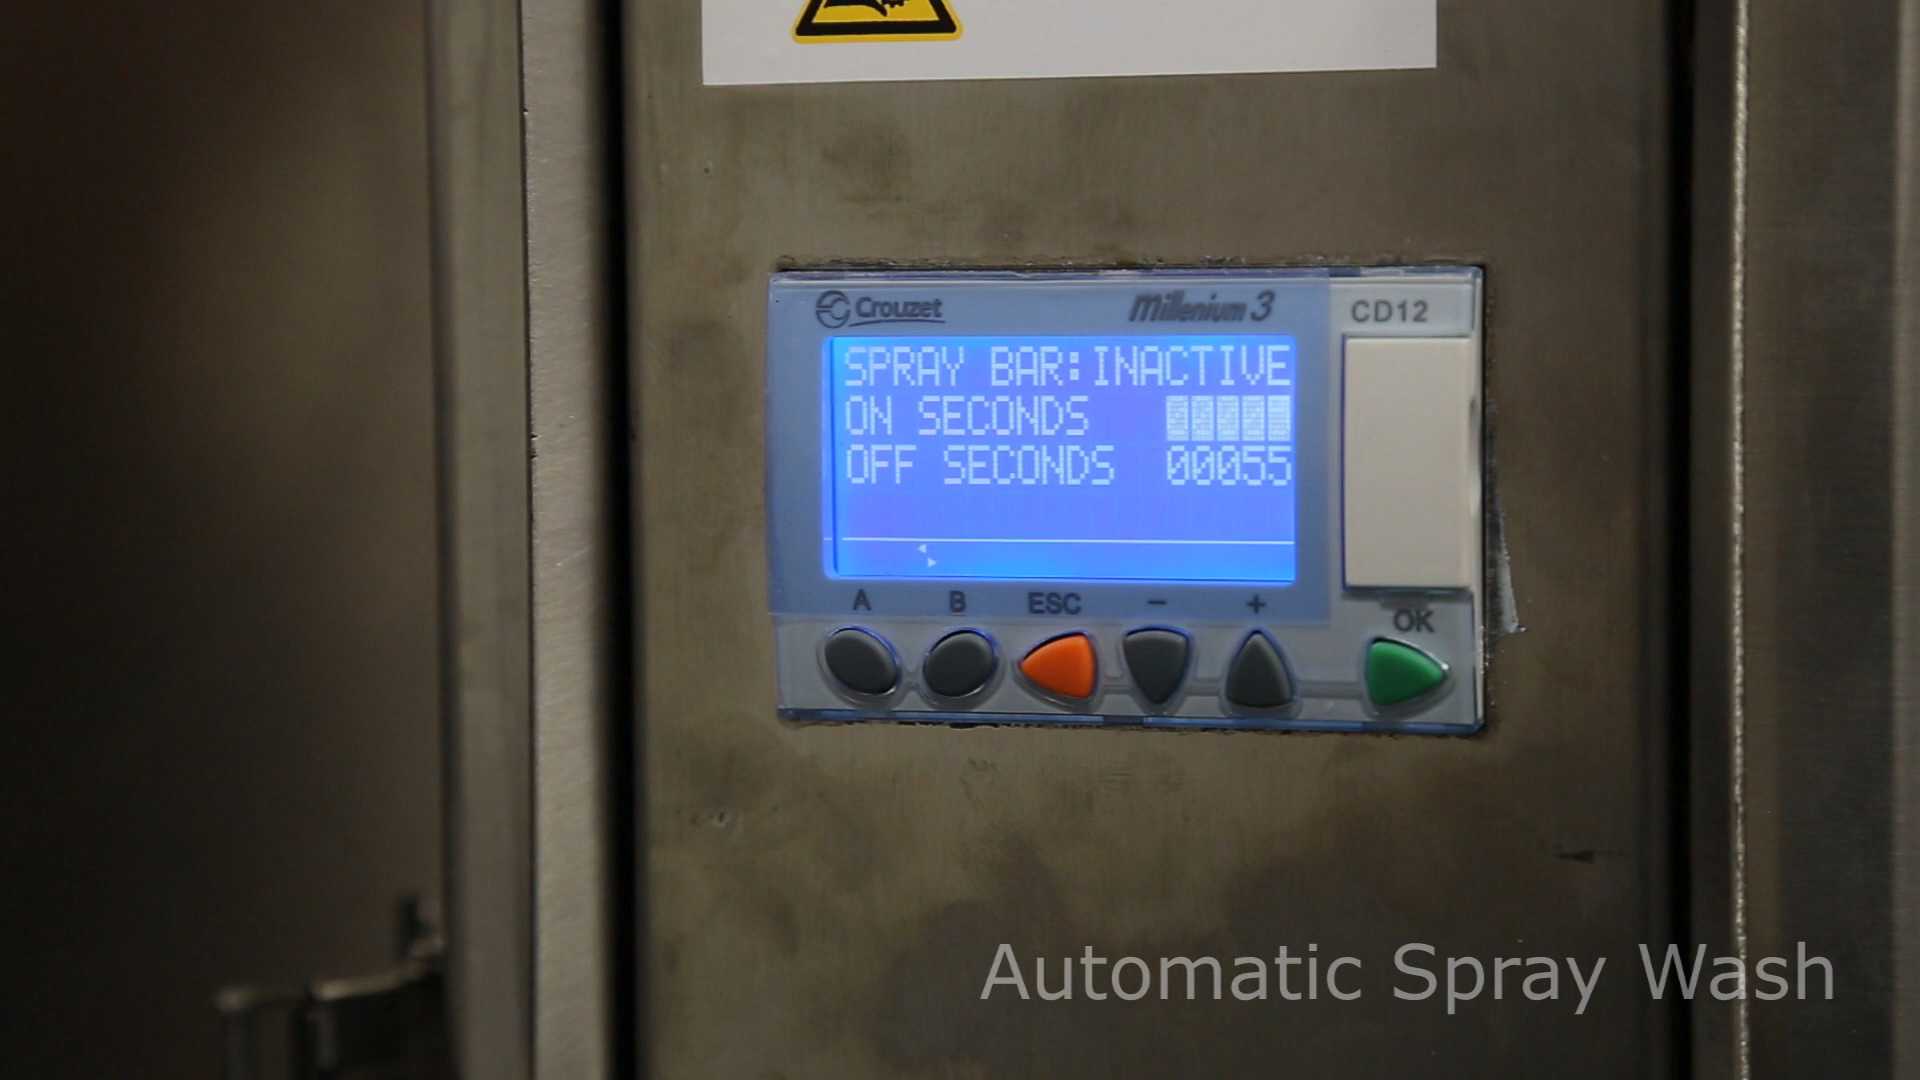 Crouzet
Millenium 3
CD12
SPRAY BAR:INACTIVE
ON SECONDS
OFF SECONDS 00055
A B ESC - + OK
Automatic Spray Wash